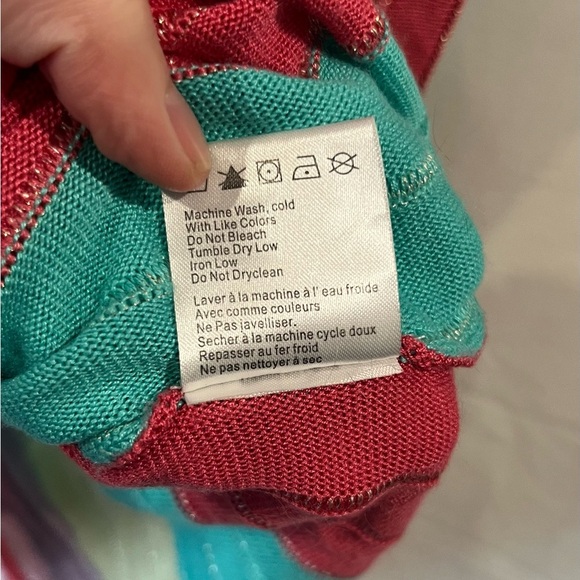 Machine Wash, cold
With Like Colors
Do Not Bleach
Tumble Dry Low
Iron Low
Do Not Dryclean
Laver à la machine à l' eau froide
Avec comme couleurs
Ne Pas javelliser.
Secher à la machine cycle doux
Repasser au fer froid
Ne pas nettoyer à sec